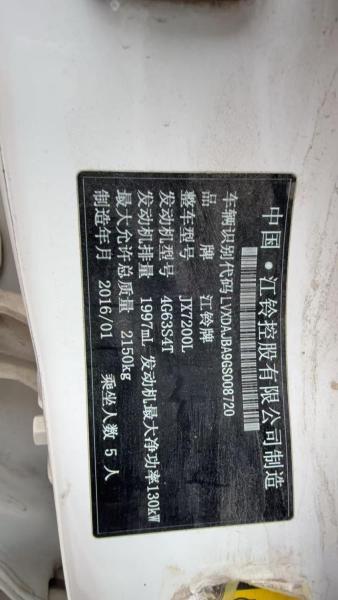 中国·江铃控股有限公司制造
车辆识别代码 LVXDAJBA9GS008720
品牌 江铃牌
整车型号 JX7200L
发动机型号 4G63S4T
发动机排量 1997mL 发动机最大净功率130kW
最大允许总质量 2150kg
制造年月 2016/01 乘坐人数 5人